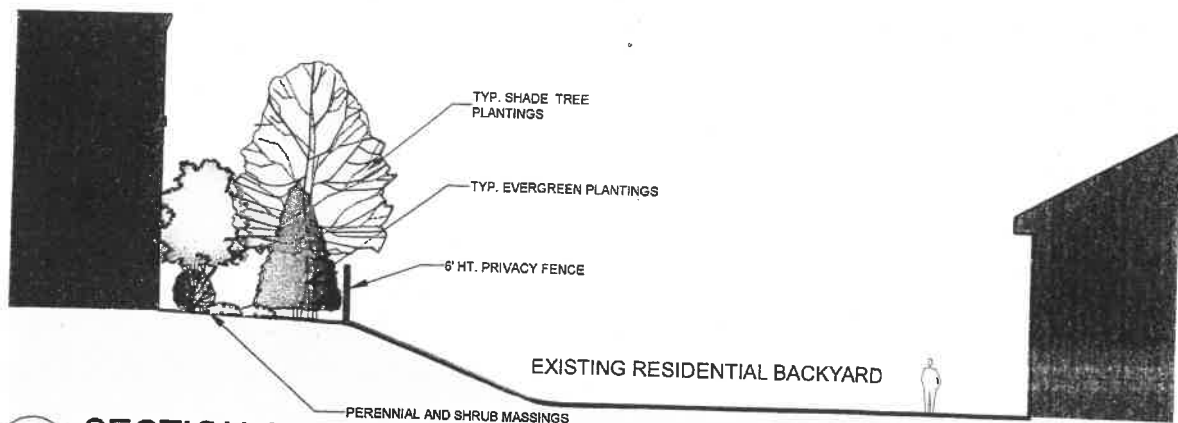 TYP. SHADE TREE
PLANTINGS
TYP. EVERGREEN PLANTINGS
6' HT. PRIVACY FENCE
EXISTING RESIDENTIAL BACKYARD
PERENNIAL AND SHRUB MASSINGS